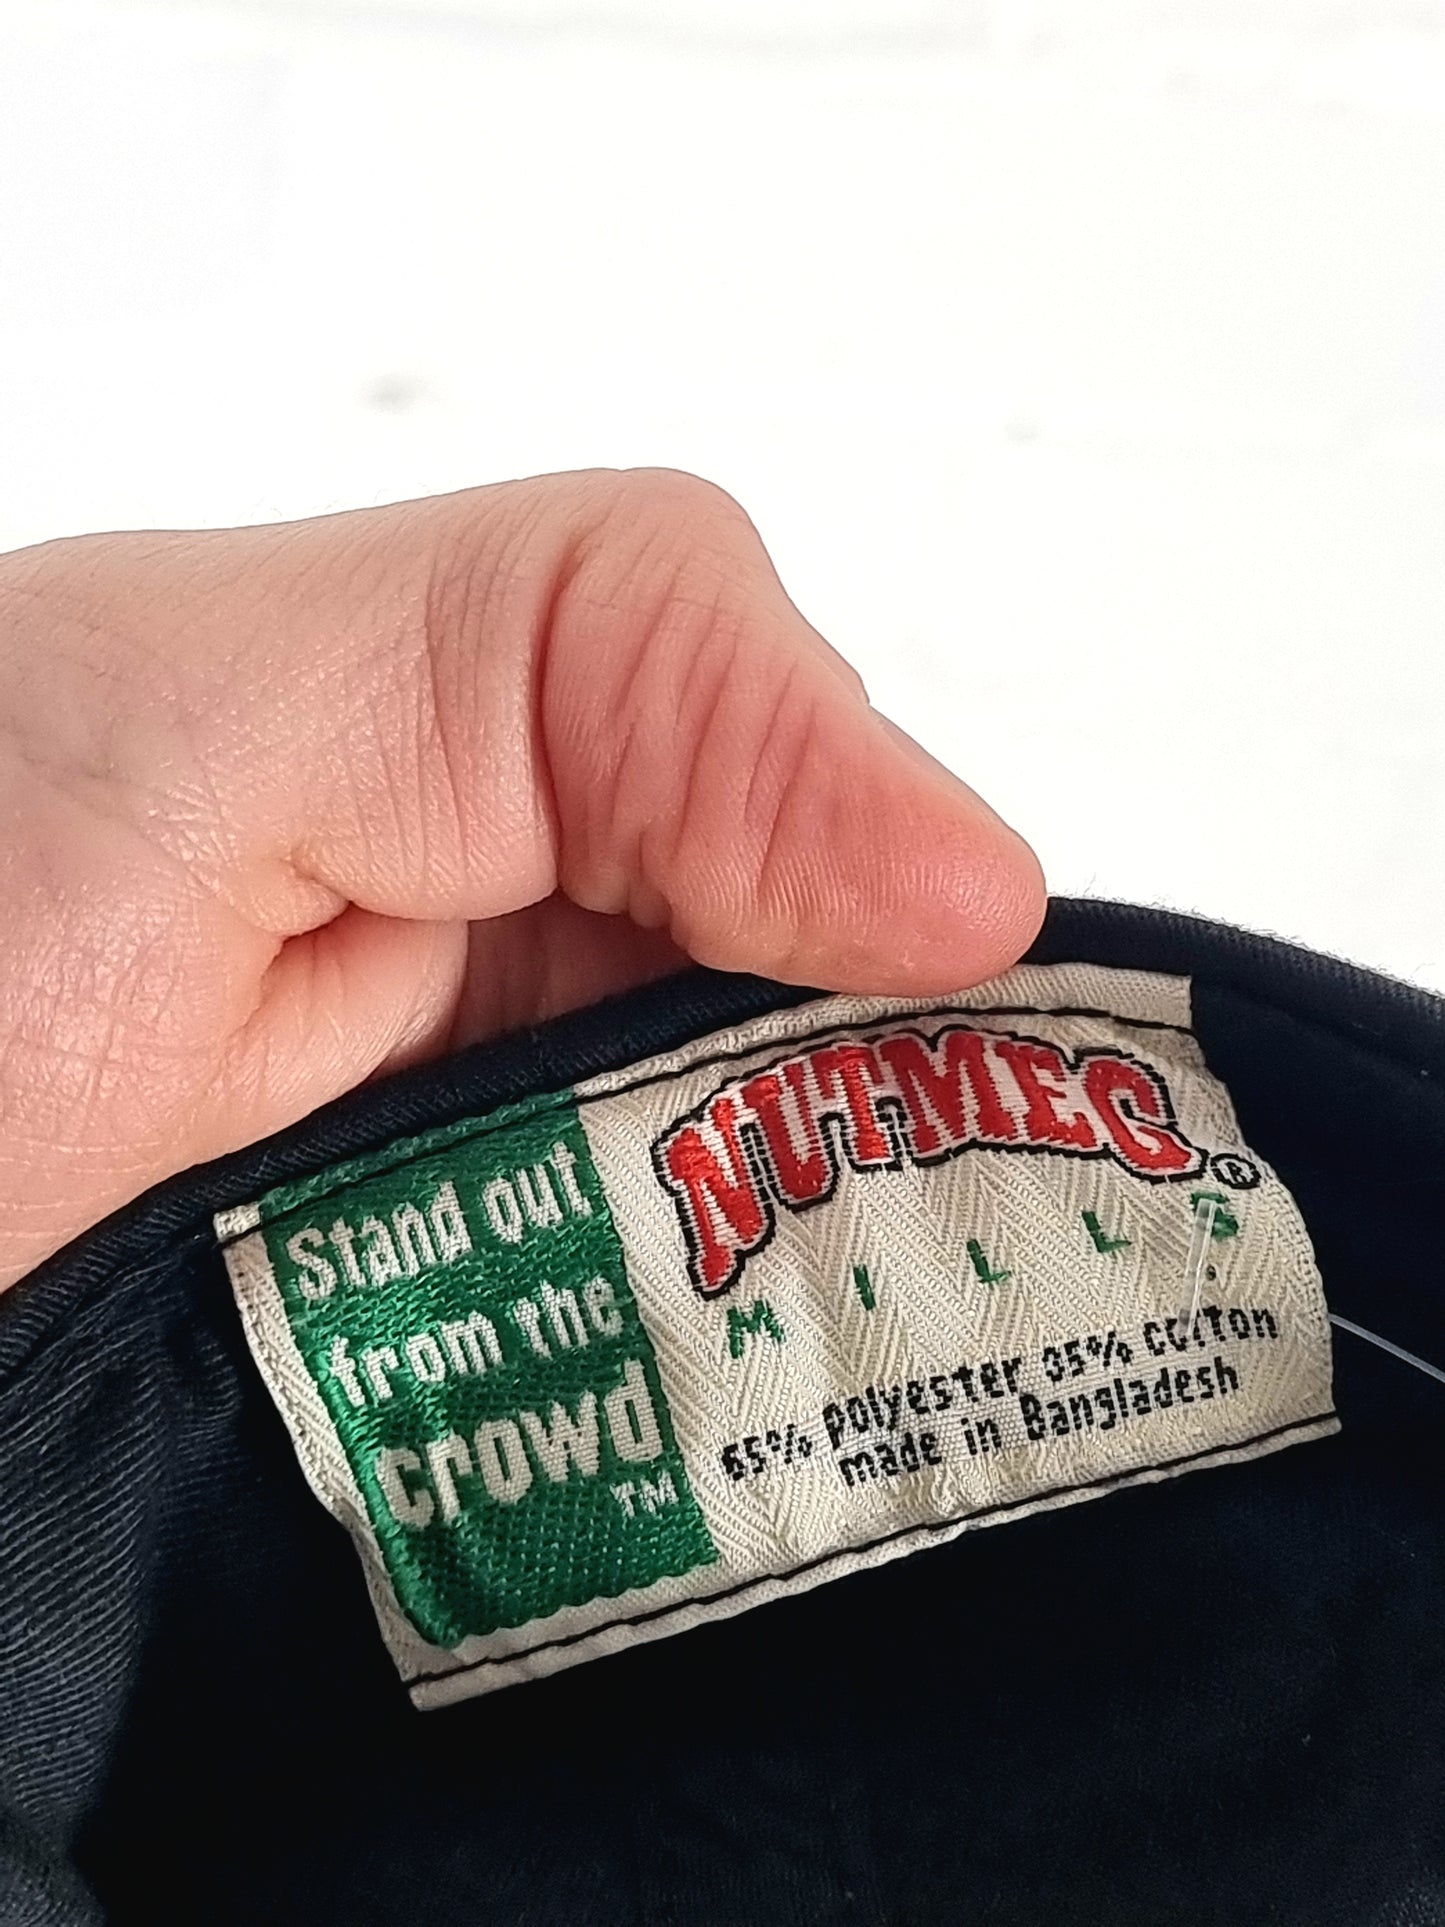 Stand out
from the
crowd
TM
NUTMEG®
MILLS
65% polyester 35% cotton
made in Bangladesh